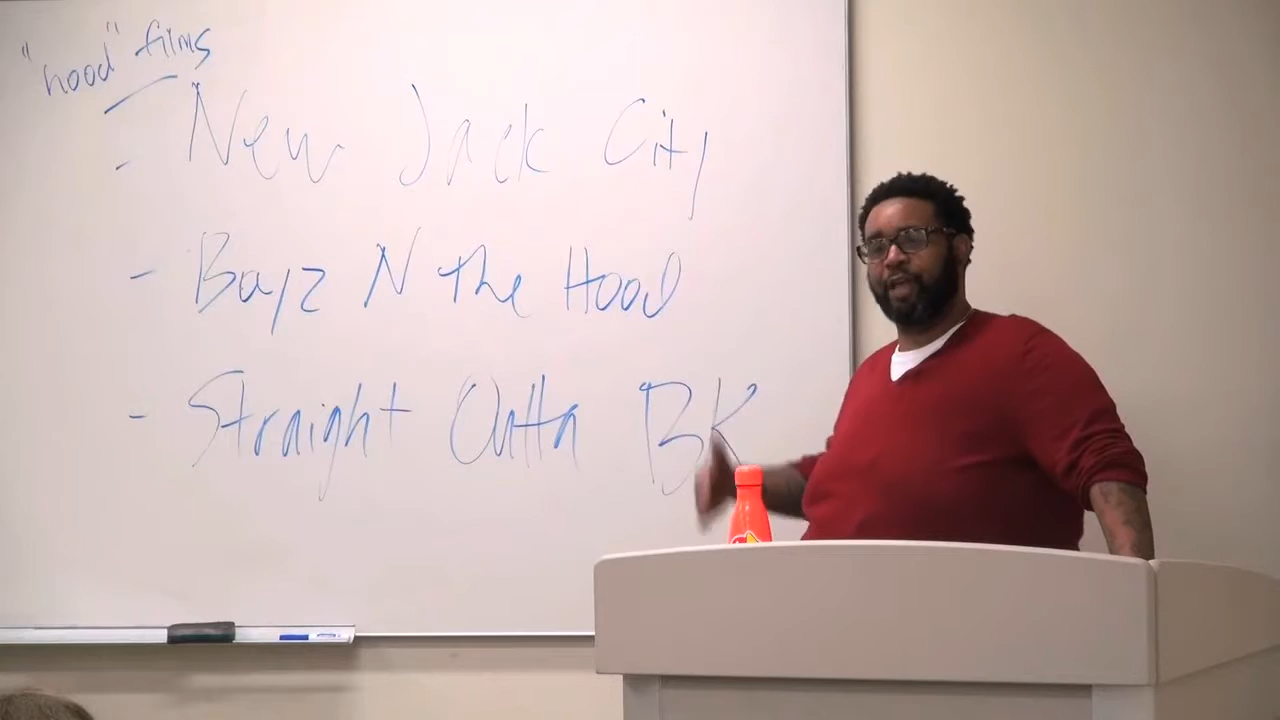 "hood" films
- New Jack City
- Boyz N the Hood
- Straight Outta BK